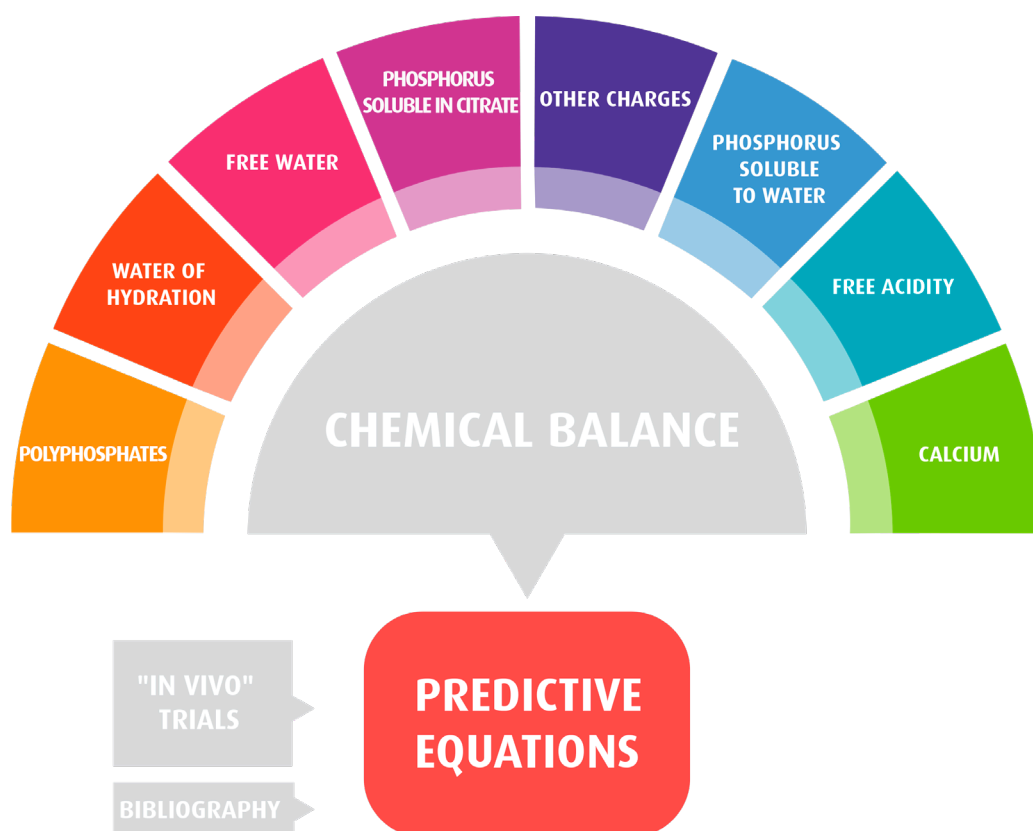 PHOSPHORUS
SOLUBLE IN CITRATE
OTHER CHARGES
FREE WATER
PHOSPHORUS
SOLUBLE
TO WATER
WATER OF
HYDRATION
FREE ACIDITY
POLYPHOSPHATES
CALCIUM
CHEMICAL BALANCE
"IN VIVO"
TRIALS
PREDICTIVE
EQUATIONS
BIBLIOGRAPHY